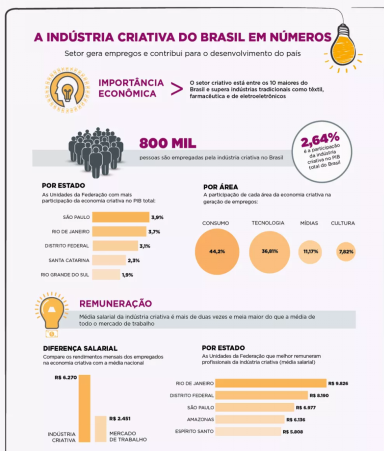 A INDÚSTRIA CRIATIVA DO BRASIL EM NÚMEROS
Setor gera empregos e contribui para o desenvolvimento do país
IMPORTÂNCIA
ECONÔMICA
>
O setor criativo está entre os 10 maiores do
Brasil e supera indústrias tradicionais como têxtil,
farmacêutica e de eletroeletrônicos
800 MIL
pessoas são empregadas pela indústria criativa no Brasil
2,64%
é a participação
da indústria
criativa no PIB
total do Brasil
POR ESTADO
As Unidades da Federação com mais
participação da economia criativa no PIB total:
SÃO PAULO 3,9%
RIO DE JANEIRO 3,7%
DISTRITO FEDERAL 3,1%
SANTA CATARINA 2,3%
RIO GRANDE DO SUL 1,9%
POR ÁREA
A participação de cada área da economia criativa na
geração de empregos:
CONSUMO TECNOLOGIA MÍDIAS CULTURA
44,2% 36,81% 11,17% 7,82%
REMUNERAÇÃO
Média salarial da indústria criativa é mais de duas vezes e meia maior do que a média de
todo o mercado de trabalho
DIFERENÇA SALARIAL
Compare os rendimentos mensais dos empregados
na economia criativa com a média nacional
R$ 6.270
R$ 2.451
INDÚSTRIA
CRIATIVA
MERCADO
DE TRABALHO
POR ESTADO
As Unidades da Federação que melhor remuneram
profissionais da indústria criativa (média salarial)
RIO DE JANEIRO R$ 9.826
DISTRITO FEDERAL R$ 8.190
SÃO PAULO R$ 6.977
AMAZONAS R$ 6.136
ESPÍRITO SANTO R$ 5.808